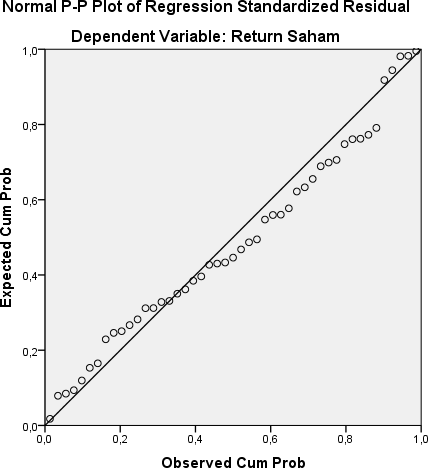 Normal P-P Plot of Regression Standardized Residual
Dependent Variable: Return Saham
Expected Cum Prob
1,0
0,8
0,6
0,4
0,2
0,0
0,0 0,2 0,4 0,6 0,8 1,0
Observed Cum Prob